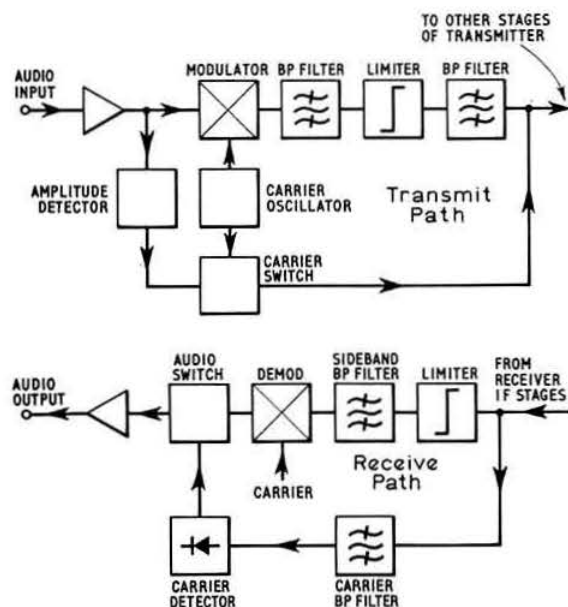 TO OTHER STAGES
OF TRANSMITTER
AUDIO
INPUT
MODULATOR
BP FILTER
LIMITER
BP FILTER
AMPLITUDE
DETECTOR
CARRIER
OSCILLATOR
Transmit
Path
CARRIER
SWITCH
AUDIO
OUTPUT
AUDIO
SWITCH
DEMOD
SIDEBAND
BP FILTER
LIMITER
FROM
RECEIVER
IF STAGES
CARRIER
Receive
Path
CARRIER
DETECTOR
CARRIER
BP FILTER